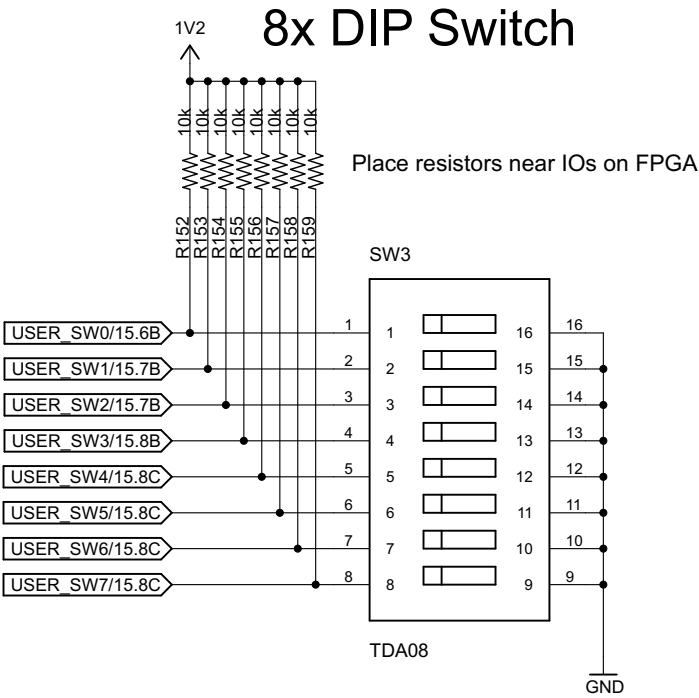 8x DIP Switch
1V2
10k 10k 10k 10k 10k 10k 10k 10k
Place resistors near IOs on FPGA
R152 R153 R154 R155 R156 R157 R158 R159
SW3
USER_SW0/15.6B 1 1 16 16
USER_SW1/15.7B 2 2 15 15
USER_SW2/15.7B 3 3 14 14
USER_SW3/15.8B 4 4 13 13
USER_SW4/15.8C 5 5 12 12
USER_SW5/15.8C 6 6 11 11
USER_SW6/15.8C 7 7 10 10
USER_SW7/15.8C 8 8 9 9
TDA08
GND